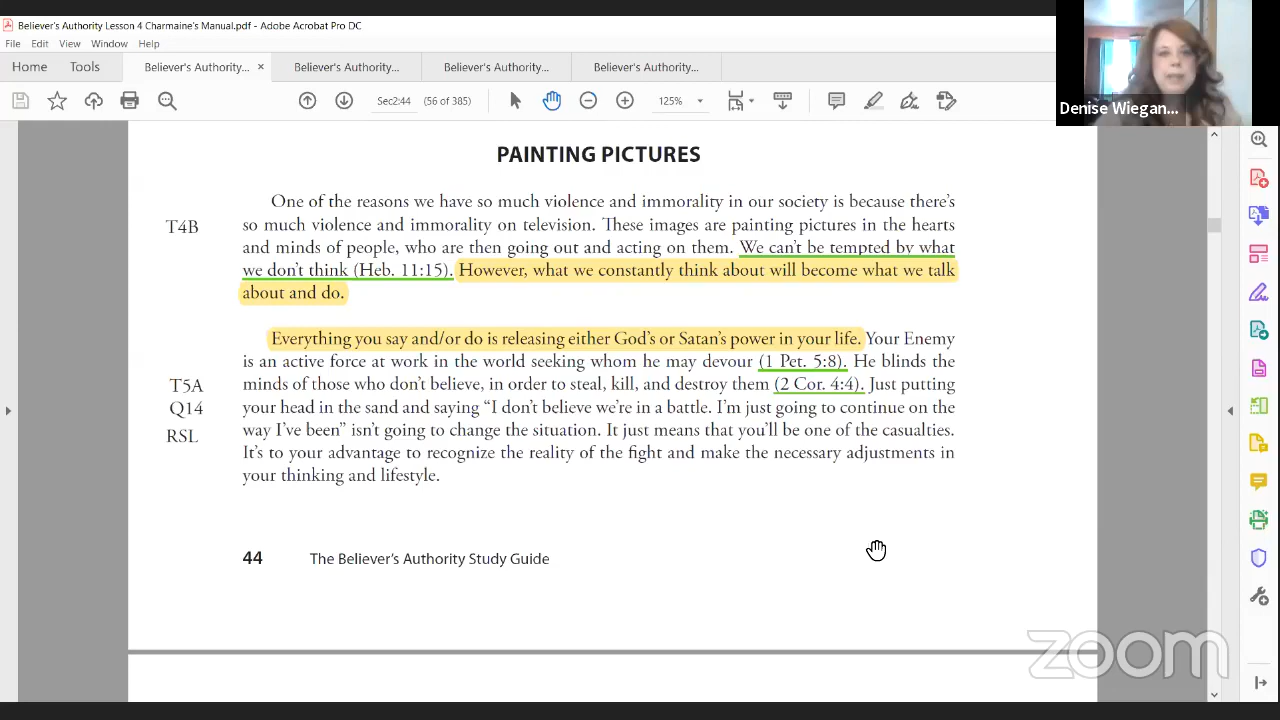 Believer's Authority Lesson 4 Charmaine's Manual.pdf - Adobe Acrobat Pro DC
File Edit View Window Help
Home Tools Believer's Authority... × Believer's Authority... Believer's Authority... Believer's Authority...
Secti (56 of 385) 125%
Denise Wiegan...
PAINTING PICTURES
One of the reasons we have so much violence and immorality in our society is because there's
T4B
so much violence and immorality on television. These images are painting pictures in the hearts
and minds of people, who are then going out and acting on them. We can't be tempted by what
we don't think (Heb. 11:15). However, what we constantly think about will become what we talk
about and do.
Everything you say and/or do is releasing either God's or Satan's power in your life. Your Enemy
is an active force at work in the world seeking whom he may devour (1 Pet. 5:8). He blinds the
T5A
minds of those who don't believe, in order to steal, kill, and destroy them (2 Cor. 4:4). Just putting
Q14
your head in the sand and saying “I don't believe we're in a battle. I'm just going to continue on the
RSL
way I've been” isn't going to change the situation. It just means that you'll be one of the casualties.
It's to your advantage to recognize the reality of the fight and make the necessary adjustments in
your thinking and lifestyle.
44 The Believer's Authority Study Guide
zoom